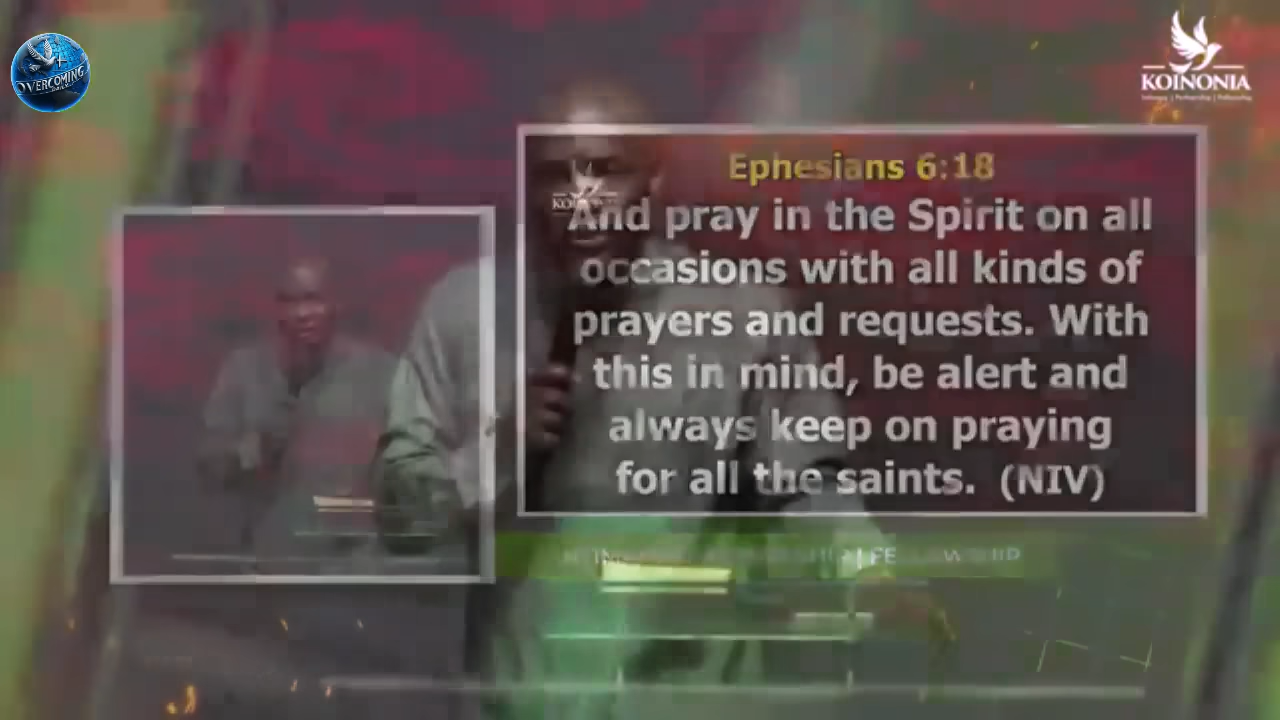 OVERCOMING
KOINONIA
Ephesians 6:18
And pray in the Spirit on all
occasions with all kinds of
prayers and requests. With
this in mind, be alert and
always keep on praying
for all the saints. (NIV)